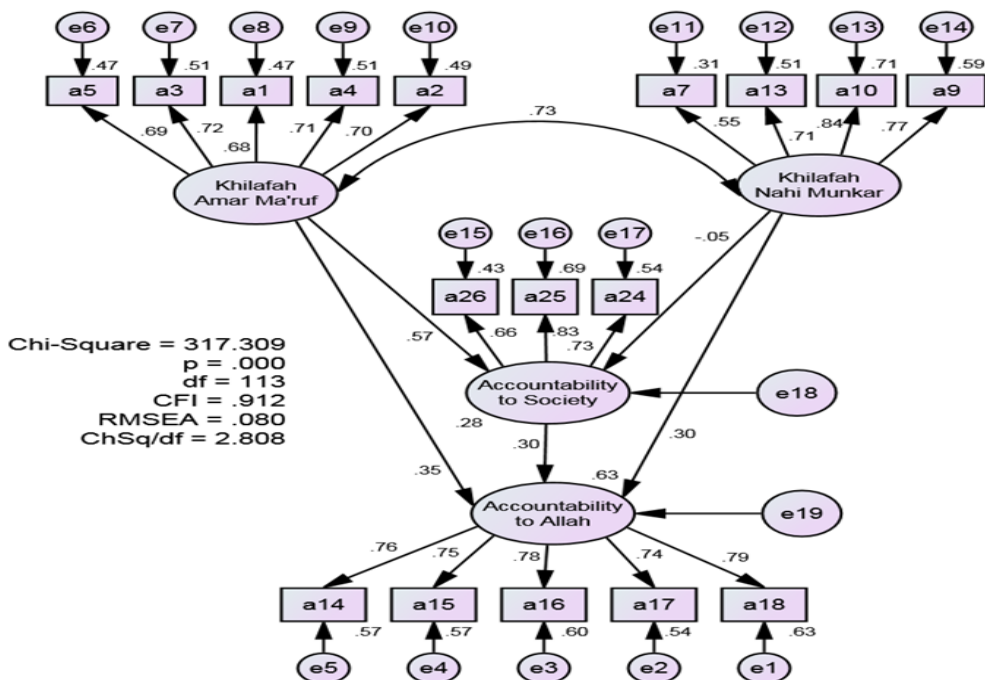 e6 e7 e8 e9 e10 e11 e12 e13 e14
.47 .51 .47 .51 .49 .31 .51 .71 .59
a5 a3 a1 a4 a2 a7 a13 a10 a9
.69 .72 .68 .71 .70 .73 .55 .71 .84 .77
Khilafah
Amar Ma'ruf
Khilafah
Nahi Munkar
e15 e16 e17
.43 .69 .54
a26 a25 a24
-.05
.57 .66 .83 .73
Chi-Square = 317.309
p = .000
df = 113
CFI = .912
RMSEA = .080
ChSq/df = 2.808
Accountability
to Society
e18
.28 .30 .30
.35 .63
Accountability
to Allah
e19
.76 .75 .78 .74 .79
a14 a15 a16 a17 a18
.57 .57 .60 .54 .63
e5 e4 e3 e2 e1